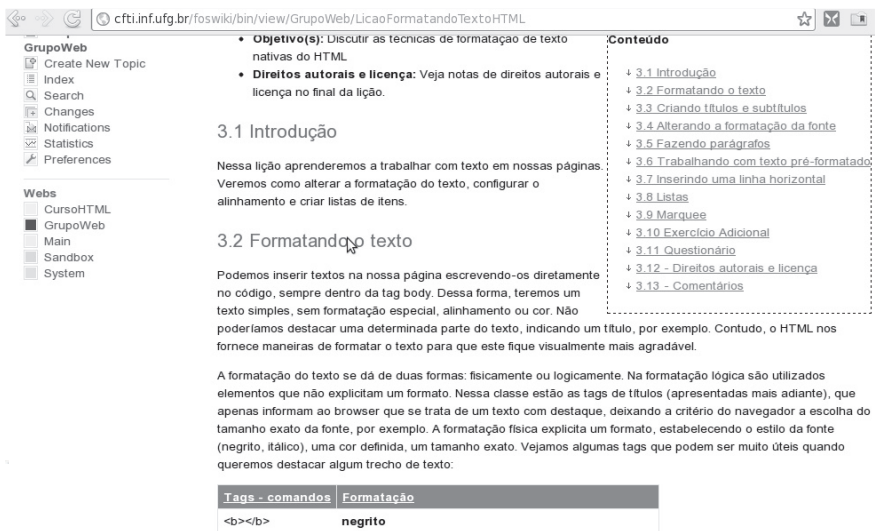 cfti.inf.ufg.br/foswiki/bin/view/GrupoWeb/LicaoFormatandoTextoHTML
GrupoWeb
Create New Topic
Index
Search
Changes
Notifications
Statistics
Preferences
Webs
CursoHTML
GrupoWeb
Main
Sandbox
System
• Objetivo(s): Discutir as técnicas de formatação de texto
nativas do HTML
• Direitos autorais e licença: Veja notas de direitos autorais e
licença no final da lição.
3.1 Introdução
Nessa lição aprenderemos a trabalhar com texto em nossas páginas.
Veremos como alterar a formatação do texto, configurar o
alinhamento e criar listas de itens.
3.2 Formatando o texto
Podemos inserir textos na nossa página escrevendo-os diretamente
no código, sempre dentro da tag body. Dessa forma, teremos um
texto simples, sem formatação especial, alinhamento ou cor. Não
poderíamos destacar uma determinada parte do texto, indicando um título, por exemplo. Contudo, o HTML nos
fornece maneiras de formatar o texto para que este fique visualmente mais agradável.
A formatação do texto se dá de duas formas: fisicamente ou logicamente. Na formatação lógica são utilizados
elementos que não explicitam um formato. Nessa classe estão as tags de títulos (apresentadas mais adiante), que
apenas informam ao browser que se trata de um texto com destaque, deixando a critério do navegador a escolha do
tamanho exato da fonte, por exemplo. A formatação física explicita um formato, estabelecendo o estilo da fonte
(negrito, itálico), uma cor definida, um tamanho exato. Vejamos algumas tags que podem ser muito úteis quando
queremos destacar algum trecho de texto:
Tags - comandos Formatação
<b></b> negrito
Conteúdo
↓ 3.1 Introdução
↓ 3.2 Formatando o texto
↓ 3.3 Criando títulos e subtítulos
↓ 3.4 Alterando a formatação da fonte
↓ 3.5 Fazendo parágrafos
↓ 3.6 Trabalhando com texto pré-formatado
↓ 3.7 Inserindo uma linha horizontal
↓ 3.8 Listas
↓ 3.9 Marquee
↓ 3.10 Exercício Adicional
↓ 3.11 Questionário
↓ 3.12 - Direitos autorais e licença
↓ 3.13 - Comentários